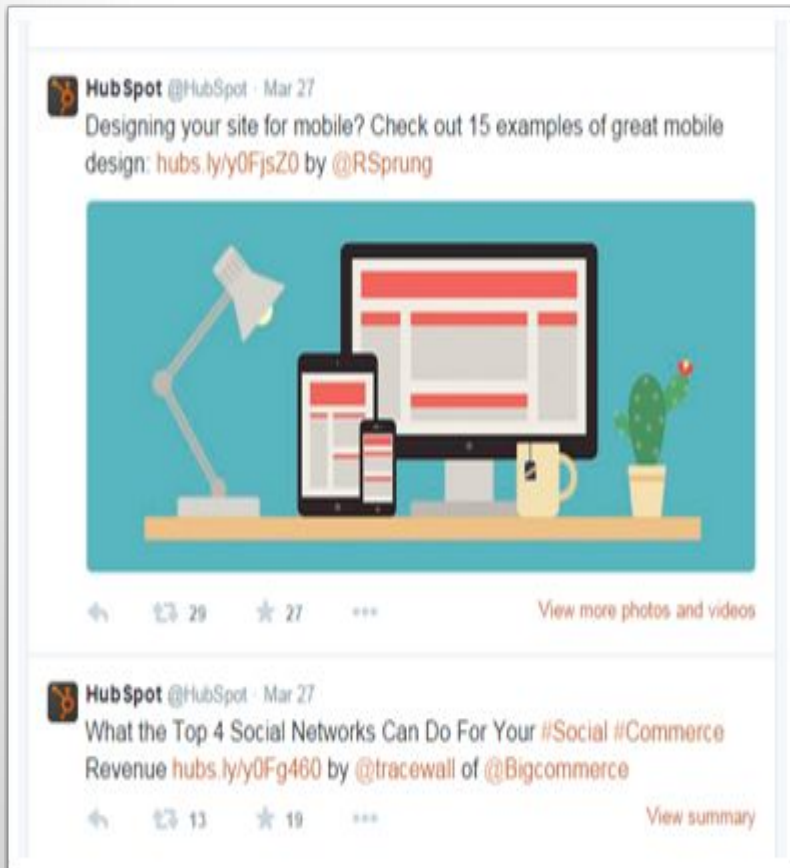 HubSpot @HubSpot · Mar 27
Designing your site for mobile? Check out 15 examples of great mobile
design: hubs.ly/y0FjsZ0 by @RSprung
29 27 View more photos and videos
HubSpot @HubSpot · Mar 27
What the Top 4 Social Networks Can Do For Your #Social #Commerce
Revenue hubs.ly/y0Fg460 by @tracewall of @Bigcommerce
13 19 View summary